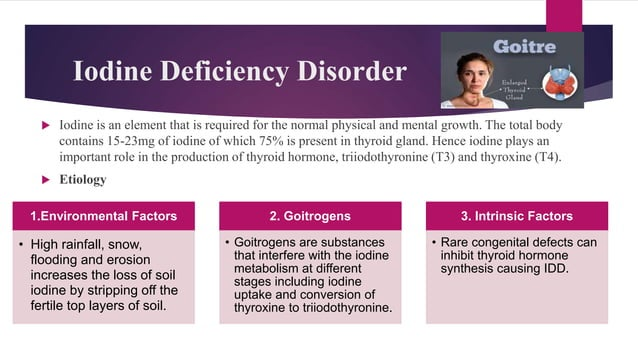 Goitre
Enlarged
Thyroid
Gland
Iodine Deficiency Disorder
Iodine is an element that is required for the normal physical and mental growth. The total body
contains 15-23mg of iodine of which 75% is present in thyroid gland. Hence iodine plays an
important role in the production of thyroid hormone, triiodothyronine (T3) and thyroxine (T4).
Etiology
1.Environmental Factors
• High rainfall, snow,
flooding and erosion
increases the loss of soil
iodine by stripping off the
fertile top layers of soil.
2. Goitrogens
• Goitrogens are substances
that interfere with the iodine
metabolism at different
stages including iodine
uptake and conversion of
thyroxine to triiodothyronine.
3. Intrinsic Factors
• Rare congenital defects can
inhibit thyroid hormone
synthesis causing IDD.